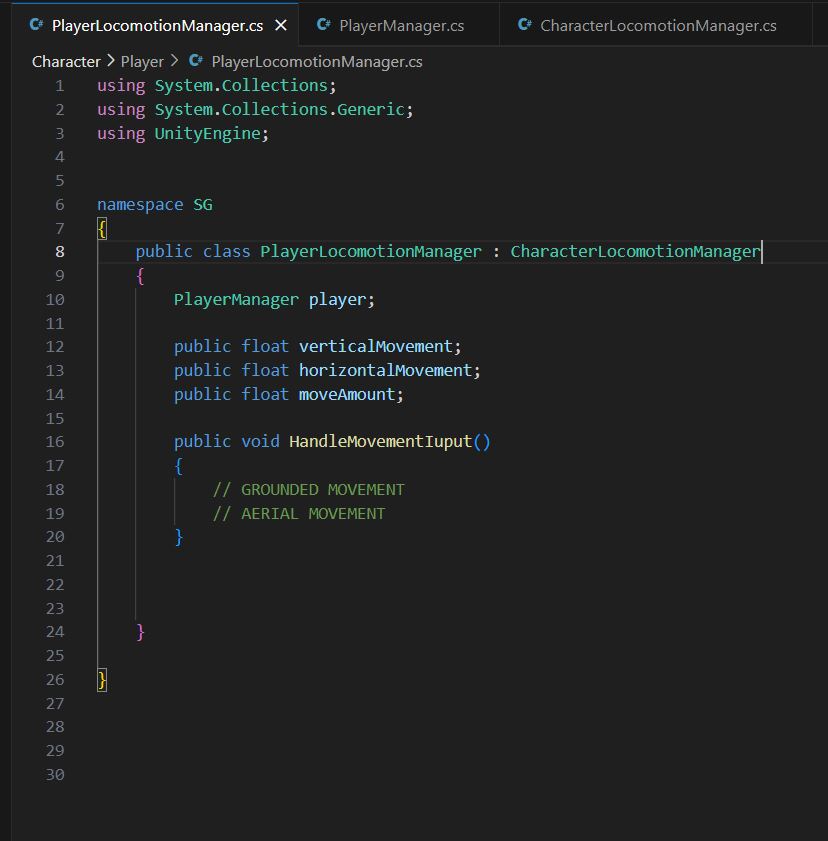 C# PlayerLocomotionManager.cs × C# PlayerManager.cs C# CharacterLocomotionManager.cs
Character > Player > C# PlayerLocomotionManager.cs
1 using System.Collections;
2 using System.Collections.Generic;
3 using UnityEngine;
4
5
6 namespace SG
7 {
8 public class PlayerLocomotionManager : CharacterLocomotionManager
9 {
10 PlayerManager player;
11
12 public float verticalMovement;
13 public float horizontalMovement;
14 public float moveAmount;
15
16 public void HandleMovementIuput()
17 {
18 // GROUNDED MOVEMENT
19 // AERIAL MOVEMENT
20 }
21
22
23
24 }
25
26 }
27
28
29
30